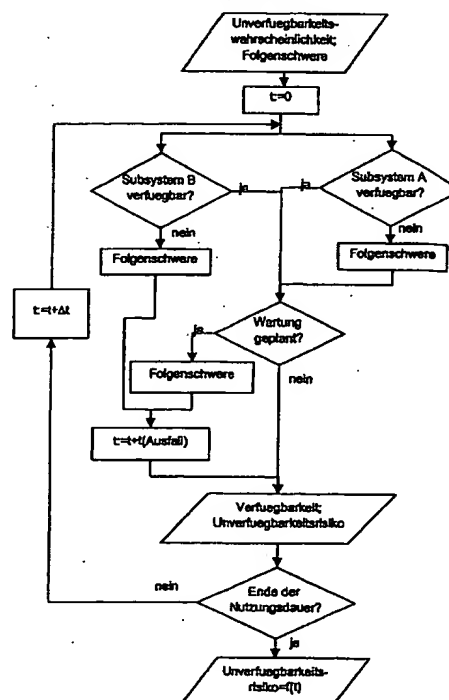 Unverfuegbarkeits-
wahrscheinlichkeit;
Folgenschwere
t:=0
Subsystem B
verfuegbar?
ja
ja
Subsystem A
verfuegbar?
nein
nein
Folgenschwere
Folgenschwere
t:=t+Δt
ja
Wartung
geplant?
Folgenschwere
nein
t:=t+t(Ausfall)
Verfuegbarkeit;
Unverfuegbarkeitsrisiko
nein
Ende der
Nutzungsdauer?
ja
Unverfuegbarkeits-
risiko=f(t)